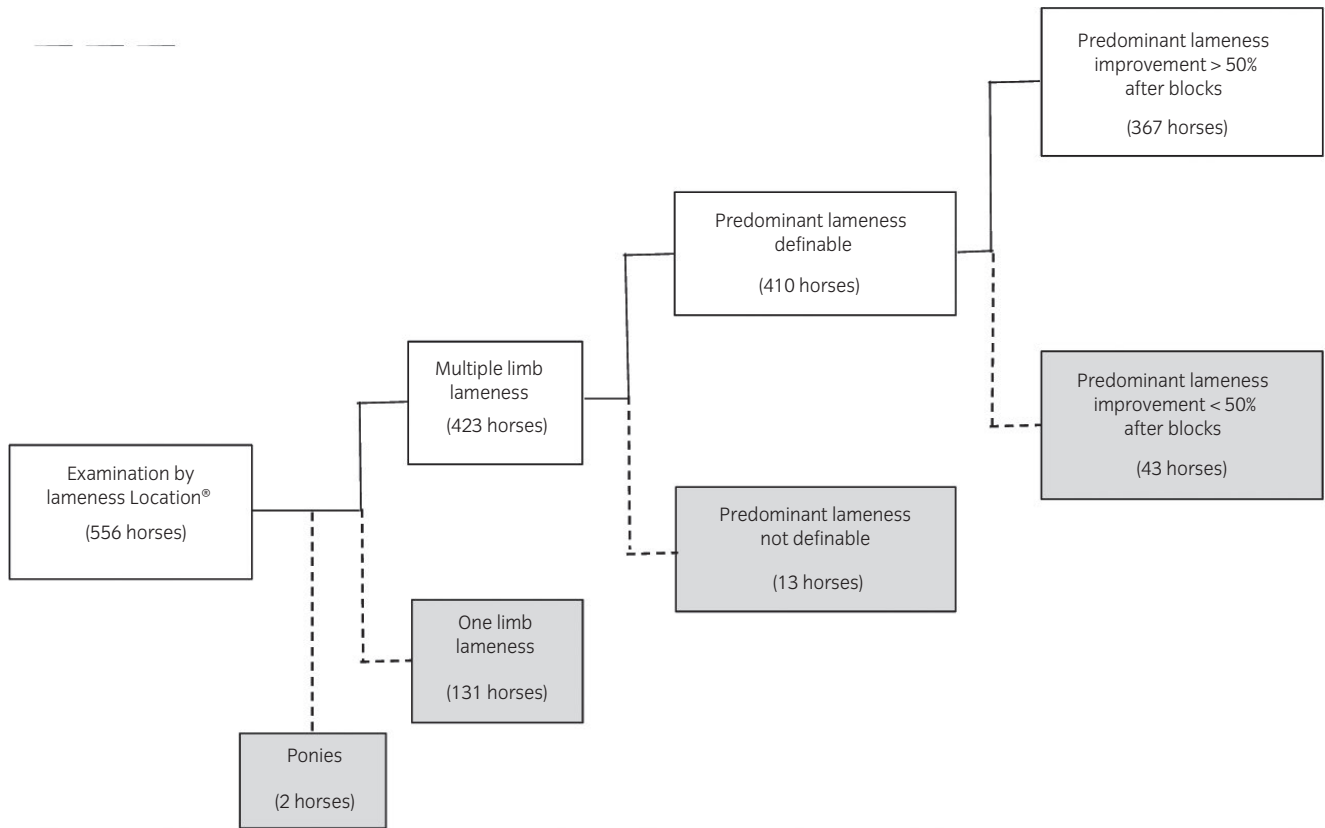 Predominant lameness
improvement > 50%
after blocks
(367 horses)
Predominant lameness
definable
(410 horses)
Multiple limb
lameness
(423 horses)
Predominant lameness
improvement < 50%
after blocks
(43 horses)
Examination by
lameness Location®
(556 horses)
Predominant lameness
not definable
(13 horses)
One limb
lameness
(131 horses)
Ponies
(2 horses)